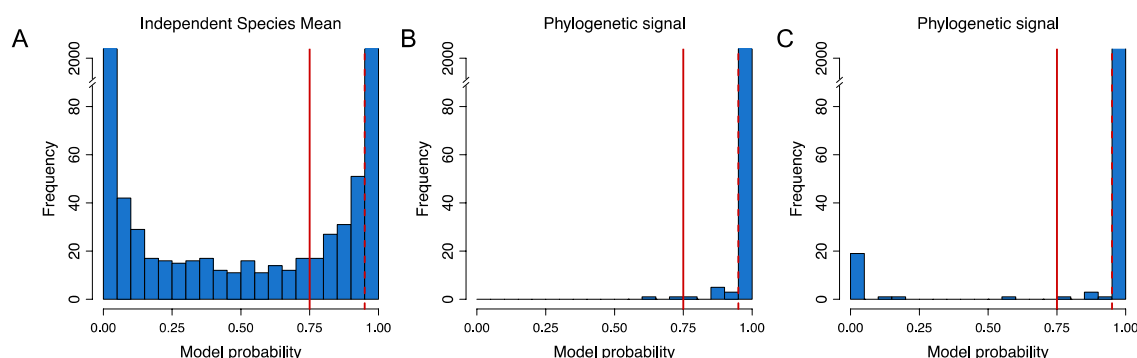 A
Independent Species Mean
Frequency
0 20 40 60 80 2000
0.00 0.25 0.50 0.75 1.00
Model probability
B
Phylogenetic signal
Frequency
0 20 40 60 80 2000
0.00 0.25 0.50 0.75 1.00
Model probability
C
Phylogenetic signal
Frequency
0 20 40 60 80 2000
0.00 0.25 0.50 0.75 1.00
Model probability